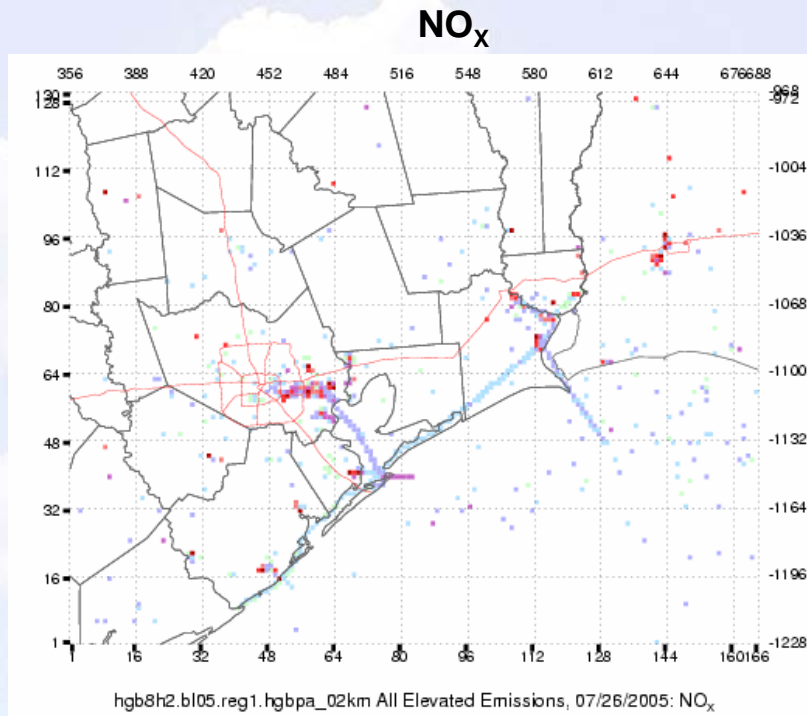 NOₓ
356 388 420 452 484 516 548 580 612 644 676688
130 -968
128 -972
112 -1004
96 -1036
80 -1068
64 -1100
48 -1132
32 -1164
16 -1196
1 -1228
1 16 32 48 64 80 96 112 128 144 160166
hgb8h2.bl05.reg1.hgbpa_02km All Elevated Emissions, 07/26/2005: NOₓ